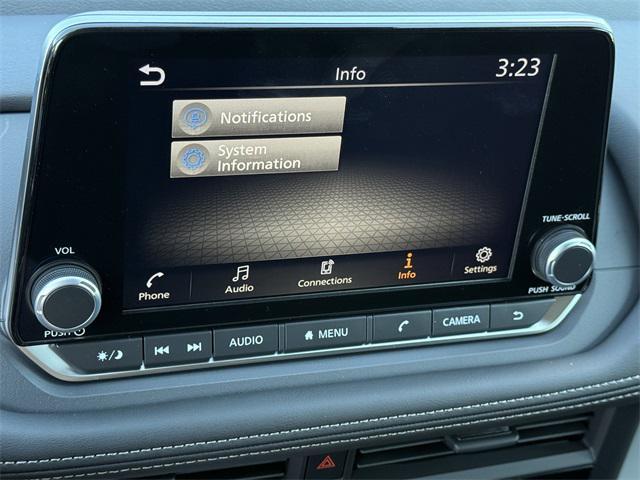 Info
3:23
Notifications
System
Information
TUNE-SCROLL
VOL
Phone
Audio
Connections
Info
Settings
PUSH
PUSH SOUND
AUDIO
MENU
CAMERA